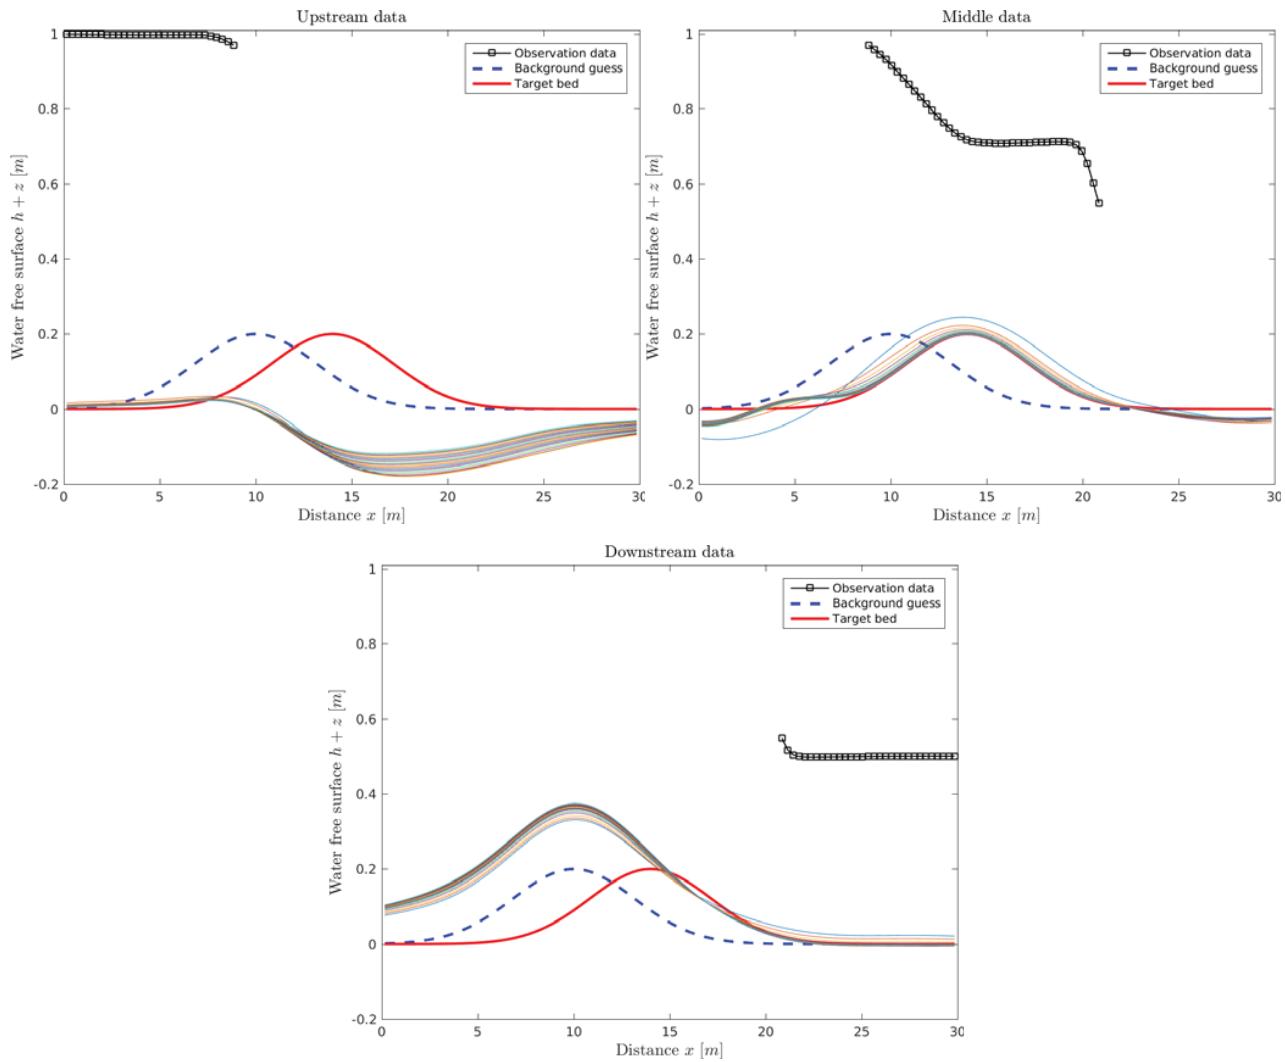 Upstream data
Water free surface h + z [m]
1
0.8
0.6
0.4
0.2
0
-0.2
Observation data
Background guess
Target bed
0 5 10 15 20 25 30
Distance x [m]
Middle data
Water free surface h + z [m]
1
0.8
0.6
0.4
0.2
0
-0.2
Observation data
Background guess
Target bed
0 5 10 15 20 25 30
Distance x [m]
Downstream data
Water free surface h + z [m]
1
0.8
0.6
0.4
0.2
0
-0.2
Observation data
Background guess
Target bed
0 5 10 15 20 25 30
Distance x [m]